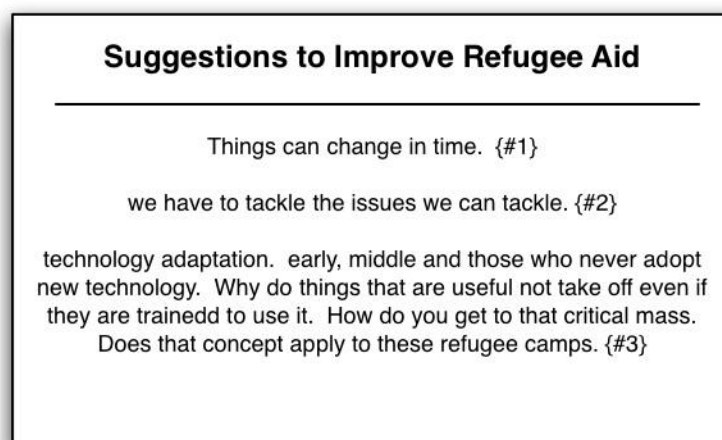 Suggestions to Improve Refugee Aid
Things can change in time.  {#1}
we have to tackle the issues we can tackle. {#2}
technology adaptation.  early, middle and those who never adopt
new technology.  Why do things that are useful not take off even if
they are trainedd to use it.  How do you get to that critical mass.
Does that concept apply to these refugee camps. {#3}